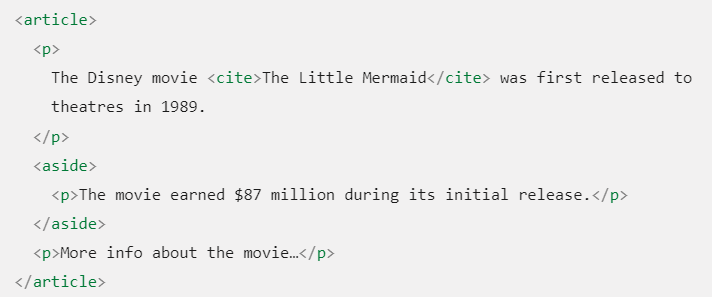 <article>
<p>
The Disney movie <cite>The Little Mermaid</cite> was first released to
theatres in 1989.
</p>
<aside>
<p>The movie earned $87 million during its initial release.</p>
</aside>
<p>More info about the movie…</p>
</article>